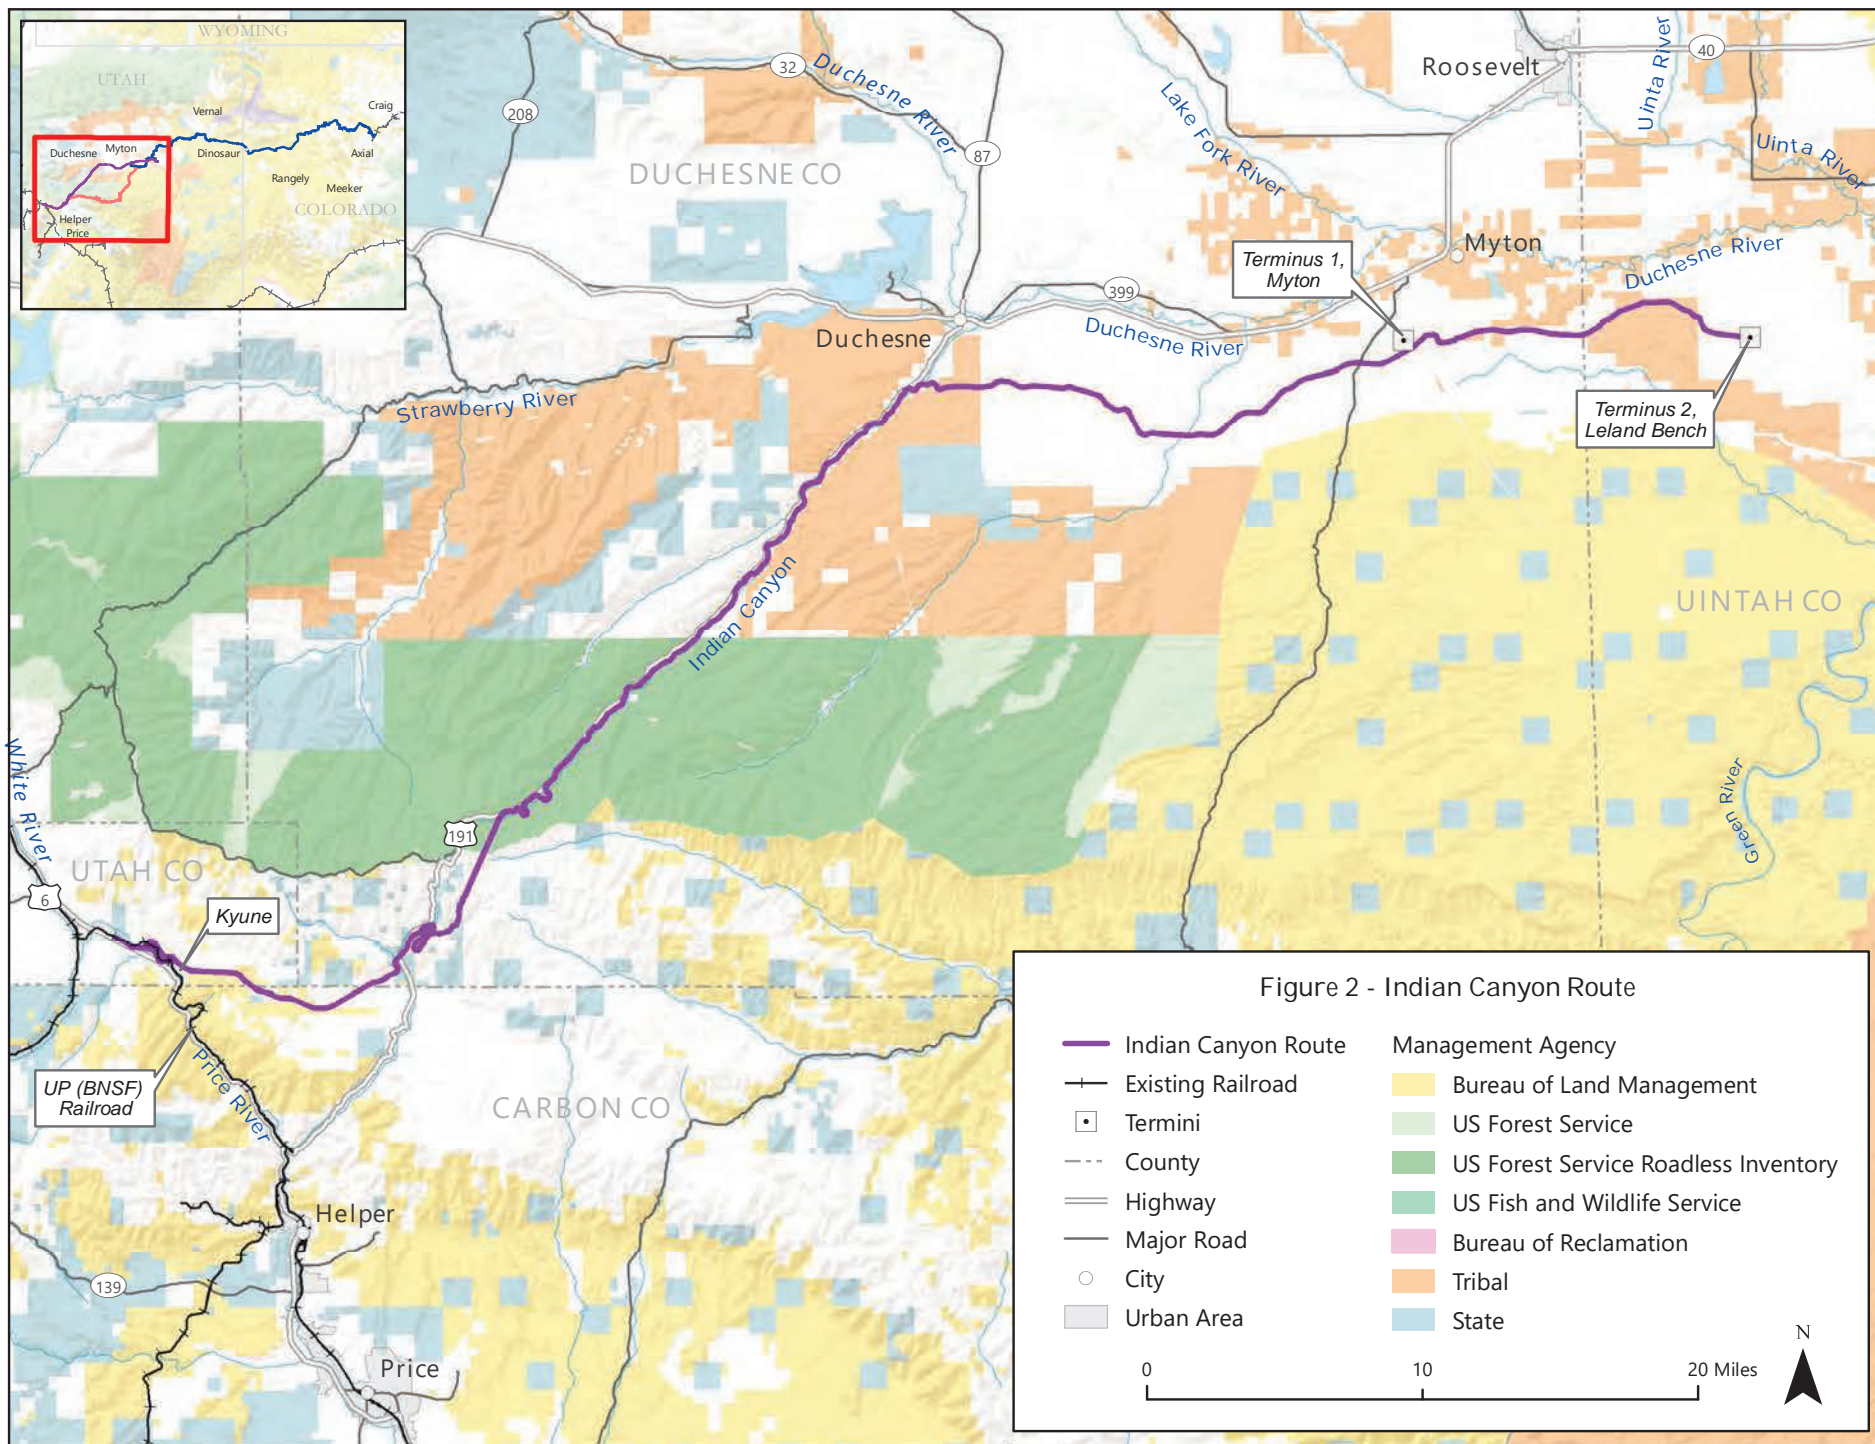 WYOMING
UTAH
Craig
Vernal
Duchesne
Myton
Dinosaur
Axial
Rangely
Meeker
COLORADO
Helper
Price
32
Duchesne River
208
87
DUCHESNE CO
Lake Fork River
Roosevelt
40
Uinta River
Uinta River
Myton
Duchesne River
Terminus 1,
Myton
399
Duchesne River
Duchesne
Strawberry River
Terminus 2,
Leland Bench
Indian Canyon
UINTAH CO
White River
191
Green River
UTAH CO
6
Kyune
UP (BNSF)
Railroad
Price River
CARBON CO
Helper
139
Price
Figure 2 - Indian Canyon Route
Indian Canyon Route
Existing Railroad
Termini
County
Highway
Major Road
City
Urban Area
Management Agency
Bureau of Land Management
US Forest Service
US Forest Service Roadless Inventory
US Fish and Wildlife Service
Bureau of Reclamation
Tribal
State
N
0
10
20 Miles